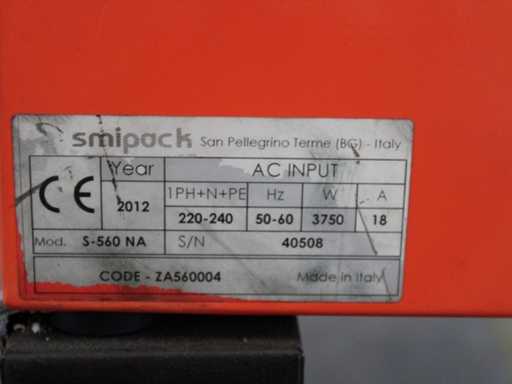 smipack San Pellegrino Terme (BG) - Italy
CE Year AC INPUT
1PH+N+PE Hz W A
2012 220-240 50-60 3750 18
Mod. S-560 NA S/N 40508
CODE - ZA560004 Made in Italy